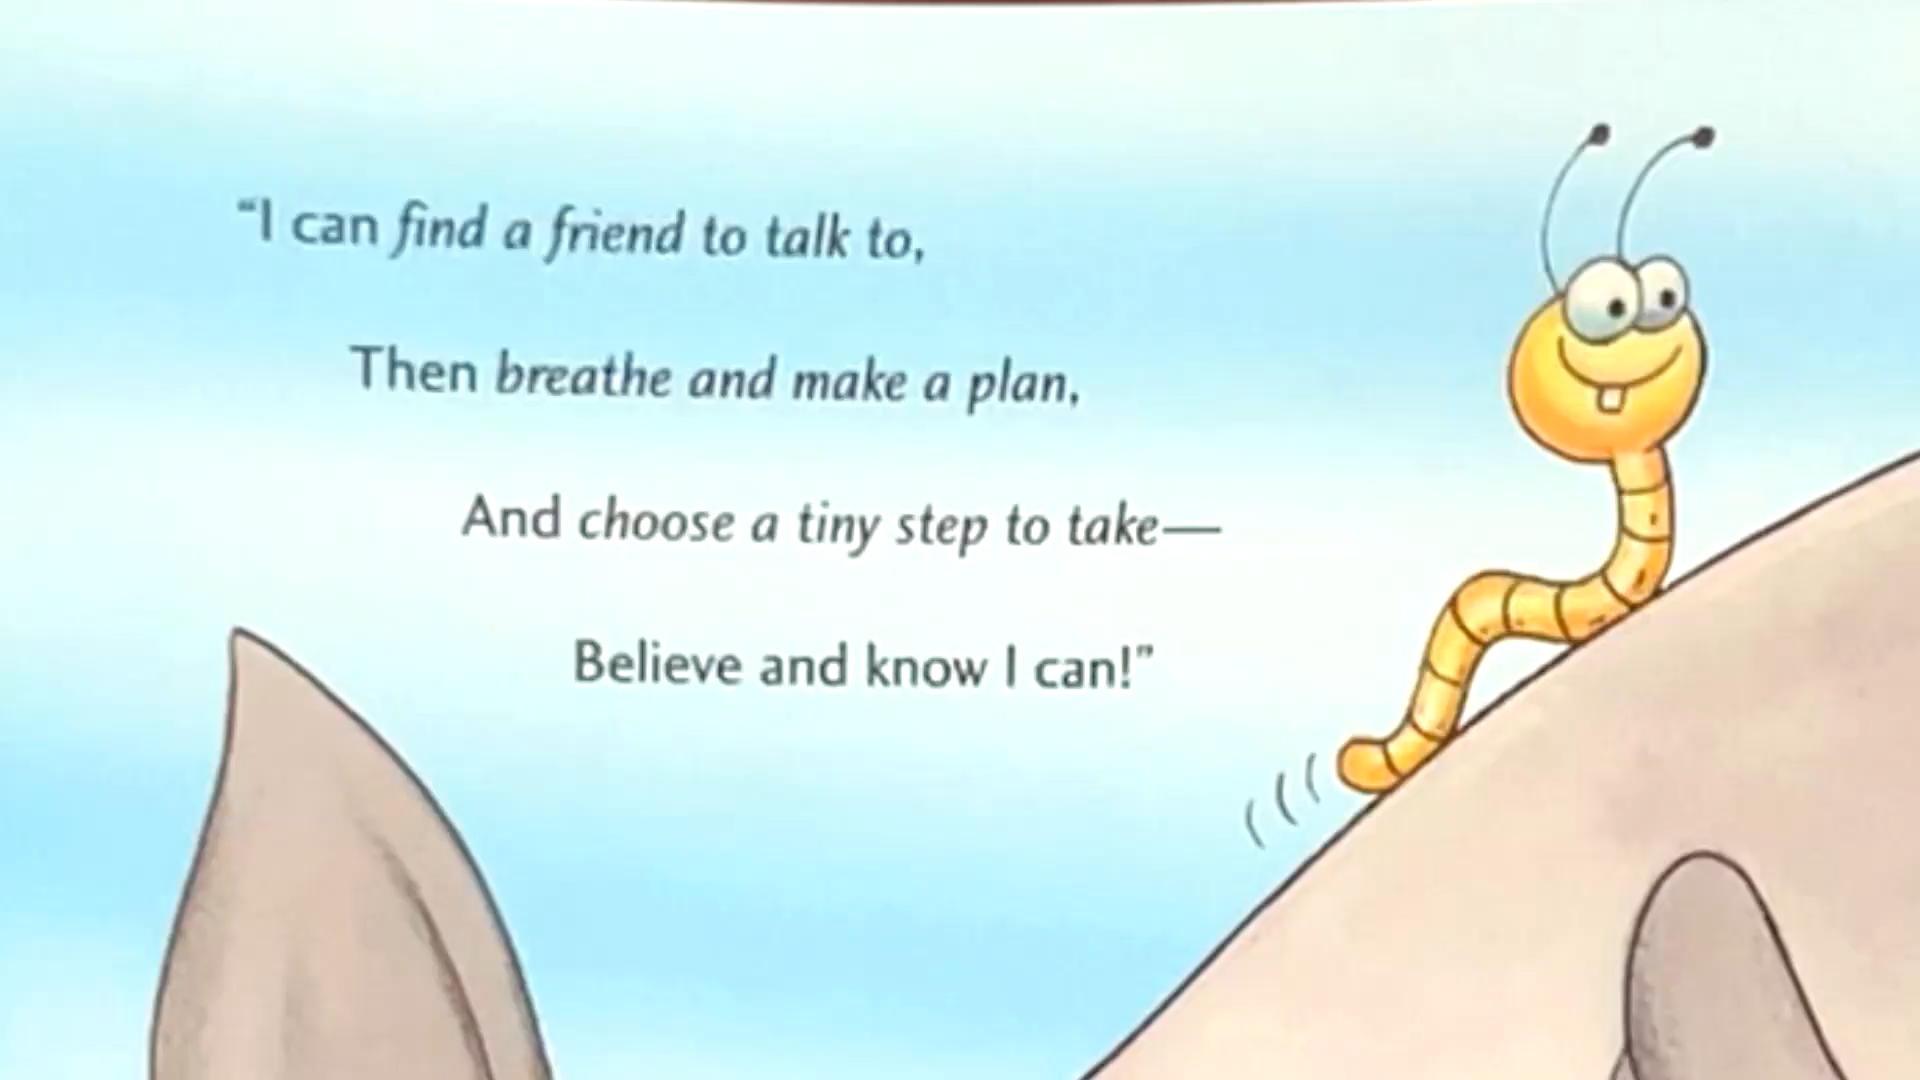 “I can find a friend to talk to,
Then breathe and make a plan,
And choose a tiny step to take—
Believe and know I can!”